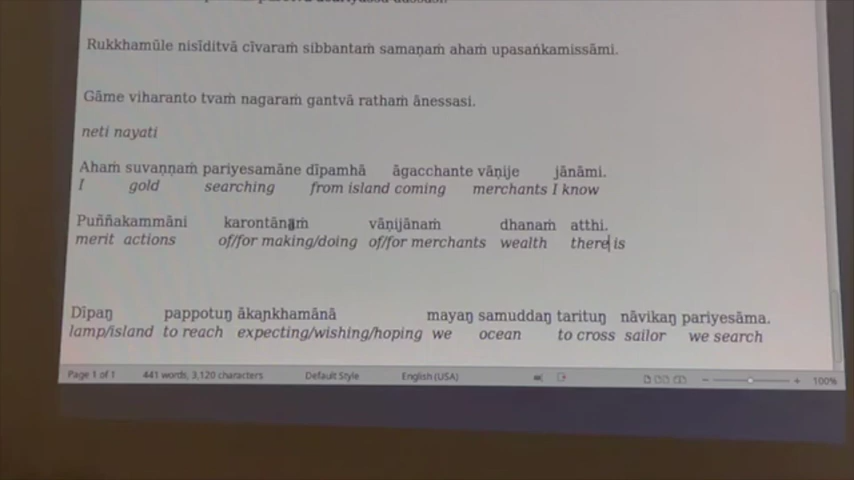 Rukkhamūle nisīditvā cīvaraṁ sibbantaṁ samaṇaṁ ahaṁ upasaṅkamissāmi.
Gāme viharanto tvaṁ nagaraṁ gantvā rathaṁ ānessasi.
neti nayati
Ahaṁ suvaṇṇaṁ pariyesamāne dīpamhā āgacchante vāṇije jānāmi.
I gold searching from island coming merchants I know
Puññakammāni karontānaṁ vāṇijānaṁ dhanaṁ atthi.
merit actions of/for making/doing of/for merchants wealth there is
Dīpaŋ pappotuŋ ākaŋkhamānā mayaŋ samuddaŋ tarituŋ nāvikaŋ pariyesāma.
lamp/island to reach expecting/wishing/hoping we ocean to cross sailor we search
Page 1 of 1 441 words, 3,120 characters Default Style English (USA) 100%